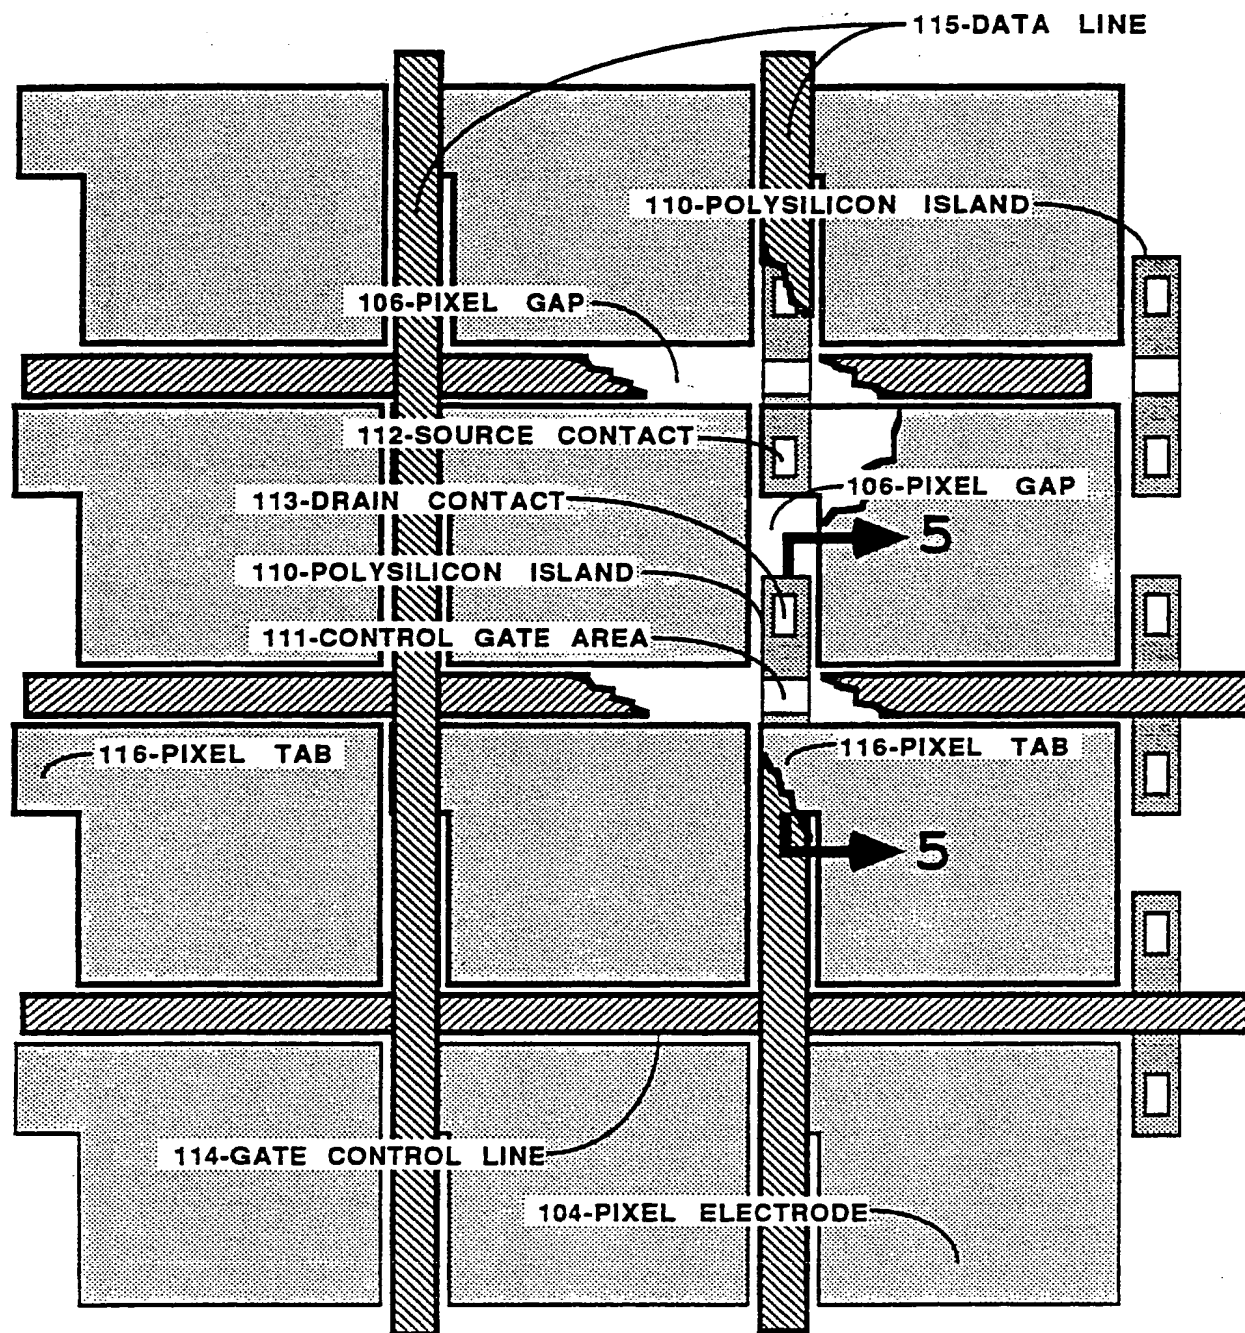 115-DATA LINE
110-POLYSILICON ISLAND
106-PIXEL GAP
112-SOURCE CONTACT
106-PIXEL GAP
113-DRAIN CONTACT
5
110-POLYSILICON ISLAND
111-CONTROL GATE AREA
116-PIXEL TAB
116-PIXEL TAB
5
114-GATE CONTROL LINE
104-PIXEL ELECTRODE